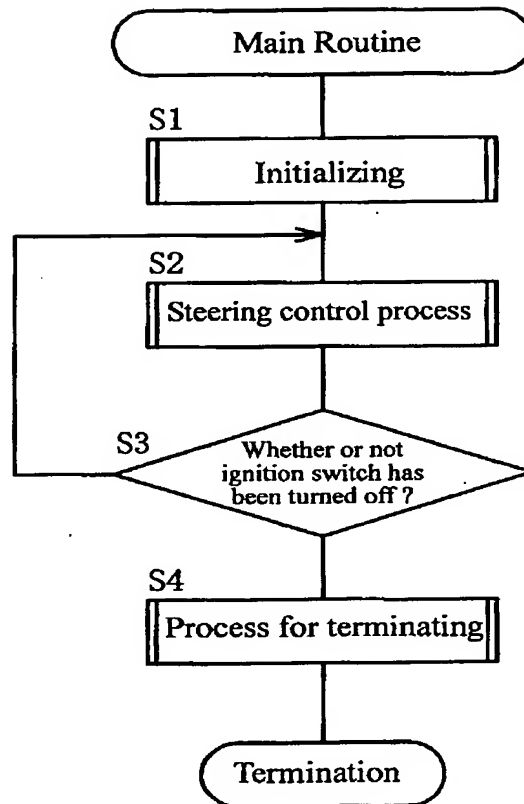 Main Routine
S1
Initializing
S2
Steering control process
S3
Whether or not
ignition switch has
been turned off ?
S4
Process for terminating
Termination